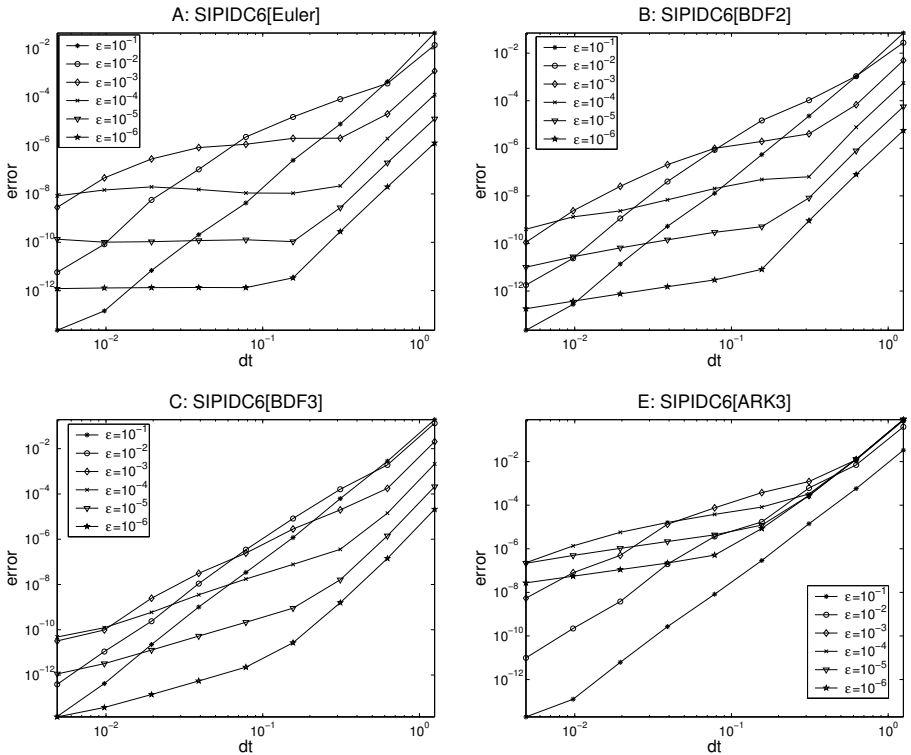 A: SIPIDC6[Euler]
error
10⁻²
10⁻⁴
10⁻⁶
10⁻⁸
10⁻¹⁰
10⁻¹²
ε=10⁻¹
ε=10⁻²
ε=10⁻³
ε=10⁻⁴
ε=10⁻⁵
ε=10⁻⁶
10⁻² 10⁻¹ 10⁰
dt
B: SIPIDC6[BDF2]
error
10⁻²
10⁻⁴
10⁻⁶
10⁻⁸
10⁻¹⁰
10⁻¹²
ε=10⁻¹
ε=10⁻²
ε=10⁻³
ε=10⁻⁴
ε=10⁻⁵
ε=10⁻⁶
10⁻² 10⁻¹ 10⁰
dt
C: SIPIDC6[BDF3]
error
10⁻²
10⁻⁴
10⁻⁶
10⁻⁸
10⁻¹⁰
10⁻¹²
ε=10⁻¹
ε=10⁻²
ε=10⁻³
ε=10⁻⁴
ε=10⁻⁵
ε=10⁻⁶
10⁻² 10⁻¹ 10⁰
dt
E: SIPIDC6[ARK3]
error
10⁻²
10⁻⁴
10⁻⁶
10⁻⁸
10⁻¹⁰
10⁻¹²
ε=10⁻¹
ε=10⁻²
ε=10⁻³
ε=10⁻⁴
ε=10⁻⁵
ε=10⁻⁶
10⁻² 10⁻¹ 10⁰
dt